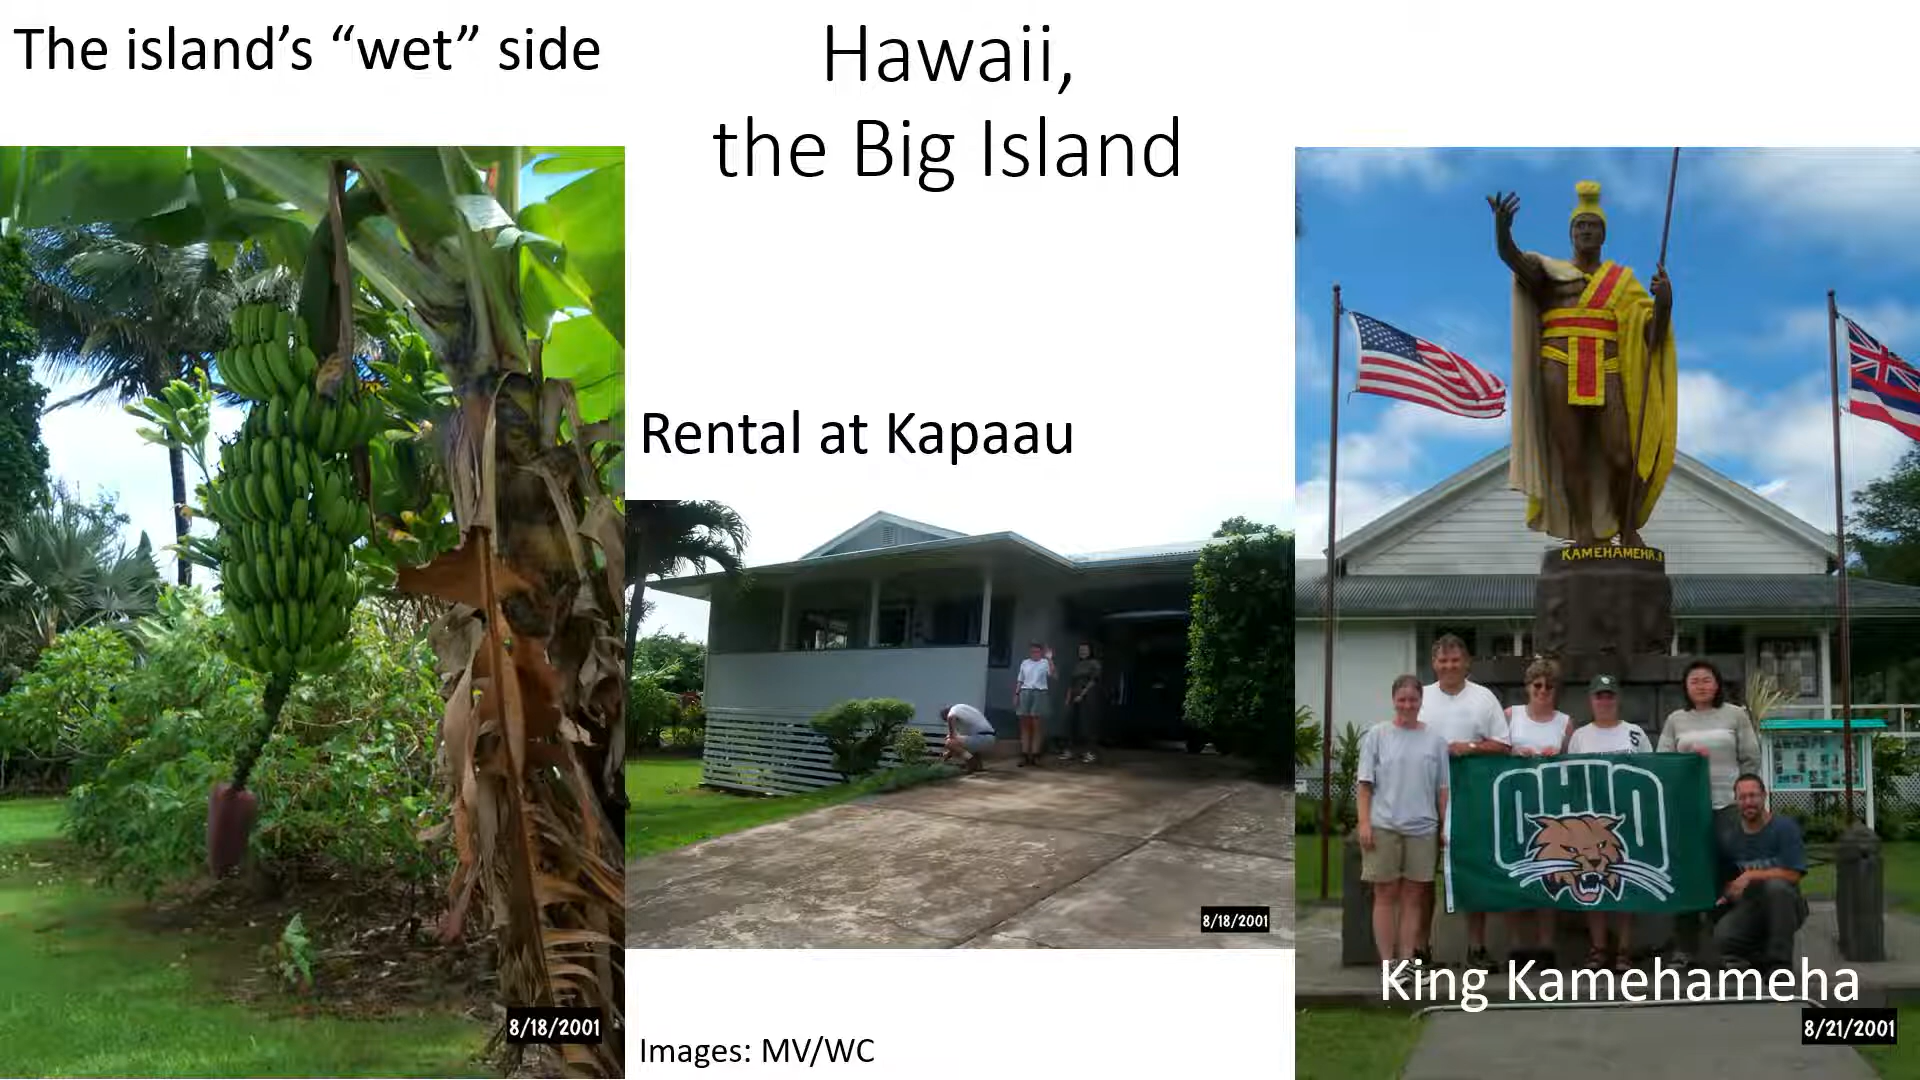 The island’s “wet” side
Hawaii,
the Big Island
Rental at Kapaau
8/18/2001
8/18/2001
Images: MV/WC
KAMEHAMEHA.I
OHIO
S
King Kamehameha
8/21/2001